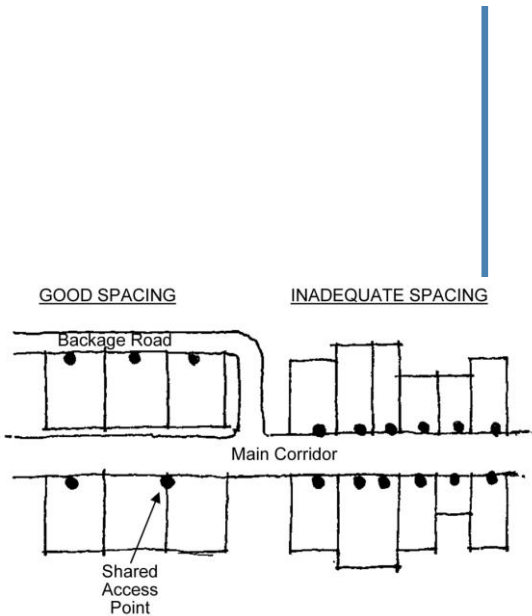 GOOD SPACING
INADEQUATE SPACING
Backage Road
Main Corridor
Shared
Access
Point